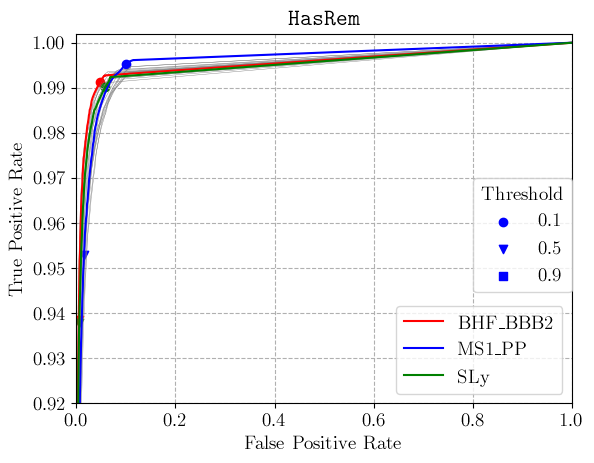 HasRem
1.00
0.99
0.98
0.97
0.96
0.95
0.94
0.93
0.92
True Positive Rate
0.0 0.2 0.4 0.6 0.8 1.0
False Positive Rate
Threshold
0.1
0.5
0.9
BHF_BBB2
MS1_PP
SLy